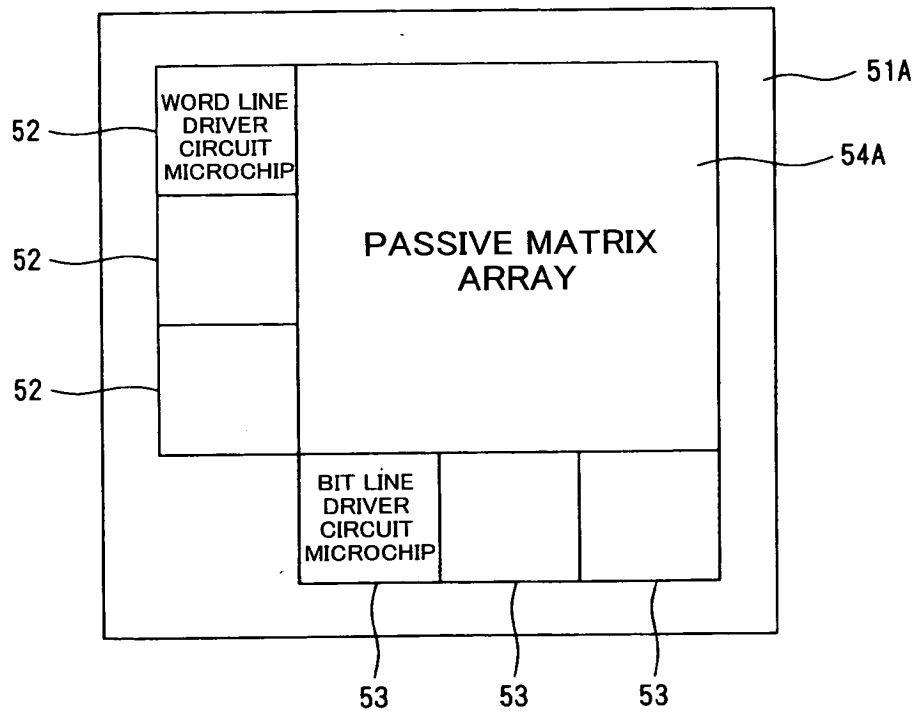 51A
WORD LINE
DRIVER
CIRCUIT
MICROCHIP
52
54A
PASSIVE MATRIX
ARRAY
52
52
BIT LINE
DRIVER
CIRCUIT
MICROCHIP
53
53
53